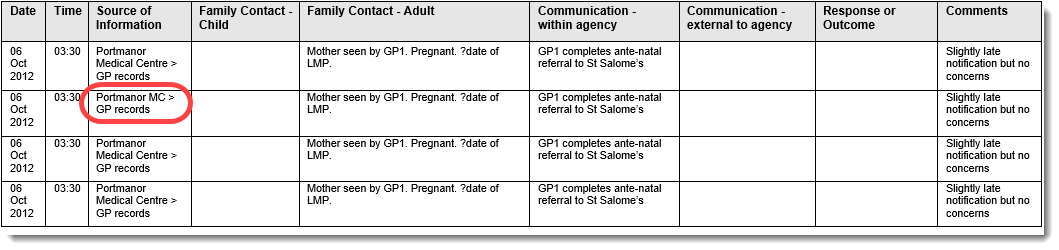 Date Time Source of Information Family Contact - Child Family Contact - Adult Communication - within agency Communication - external to agency Response or Outcome Comments
06 Oct 2012 03:30 Portmanor Medical Centre > GP records Mother seen by GP1. Pregnant. ?date of LMP. GP1 completes ante-natal referral to St Salome's Slightly late notification but no concerns
06 Oct 2012 03:30 Portmanor MC > GP records Mother seen by GP1. Pregnant. ?date of LMP. GP1 completes ante-natal referral to St Salome's Slightly late notification but no concerns
06 Oct 2012 03:30 Portmanor Medical Centre > GP records Mother seen by GP1. Pregnant. ?date of LMP. GP1 completes ante-natal referral to St Salome's Slightly late notification but no concerns
06 Oct 2012 03:30 Portmanor Medical Centre > GP records Mother seen by GP1. Pregnant. ?date of LMP. GP1 completes ante-natal referral to St Salome's Slightly late notification but no concerns